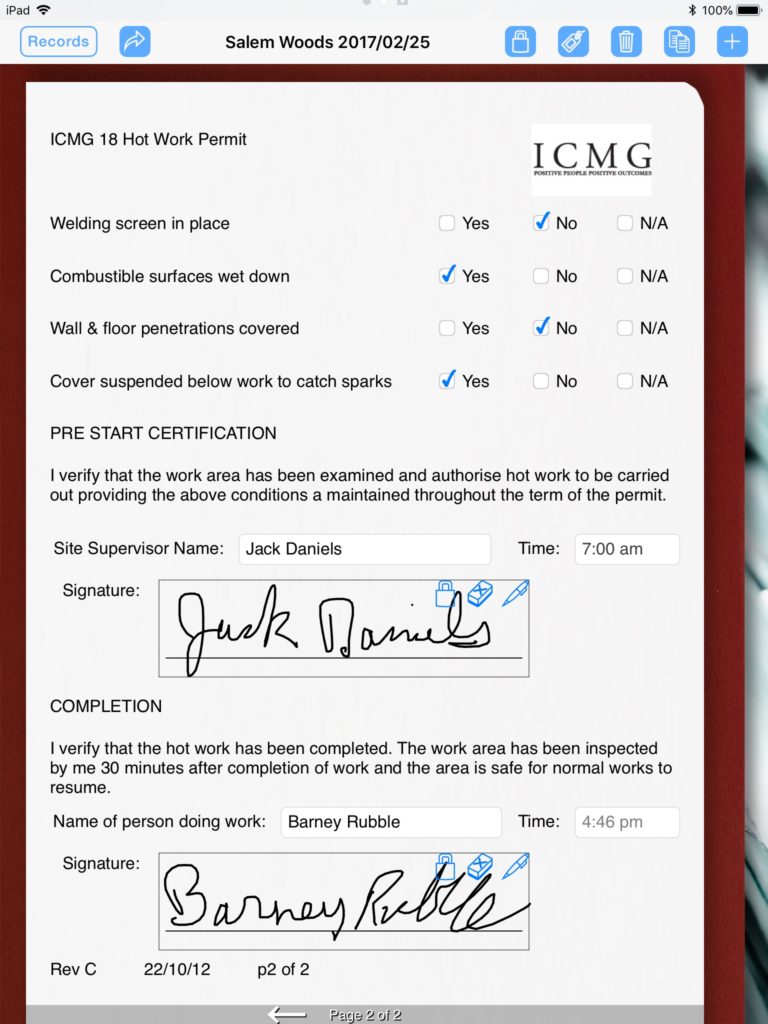 iPad 100%
Records Salem Woods 2017/02/25
ICMG 18 Hot Work Permit
ICMG
POSITIVE PEOPLE POSITIVE OUTCOMES
Welding screen in place Yes No N/A
Combustible surfaces wet down Yes No N/A
Wall & floor penetrations covered Yes No N/A
Cover suspended below work to catch sparks Yes No N/A
PRE START CERTIFICATION
I verify that the work area has been examined and authorise hot work to be carried
out providing the above conditions a maintained throughout the term of the permit.
Site Supervisor Name: Jack Daniels Time: 7:00 am
Signature: Jack Daniels
COMPLETION
I verify that the hot work has been completed. The work area has been inspected
by me 30 minutes after completion of work and the area is safe for normal works to
resume.
Name of person doing work: Barney Rubble Time: 4:46 pm
Signature: Barney Rubble
Rev C 22/10/12 p2 of 2
Page 2 of 2